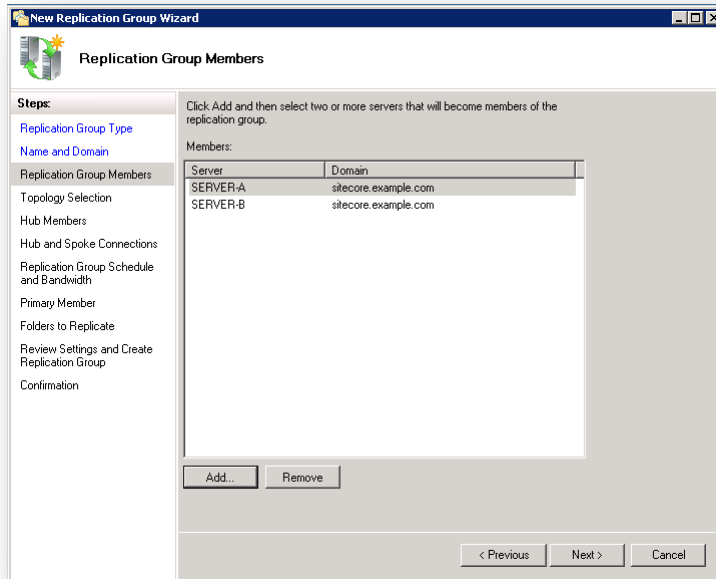 New Replication Group Wizard
Replication Group Members
Steps:
Replication Group Type
Name and Domain
Replication Group Members
Topology Selection
Hub Members
Hub and Spoke Connections
Replication Group Schedule
and Bandwidth
Primary Member
Folders to Replicate
Review Settings and Create
Replication Group
Confirmation
Click Add and then select two or more servers that will become members of the
replication group.
Members:
Server Domain
SERVER-A sitecore.example.com
SERVER-B sitecore.example.com
Add... Remove
< Previous Next > Cancel